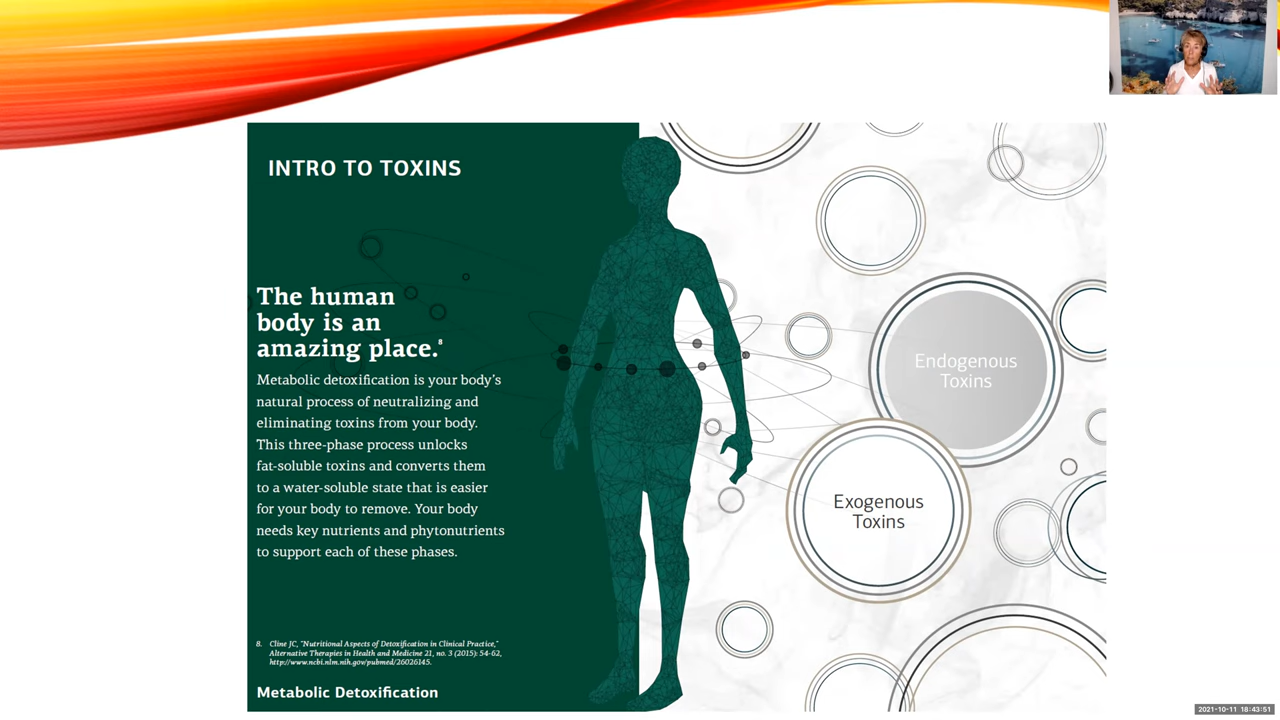 INTRO TO TOXINS
The human
body is an
amazing place.⁸
Metabolic detoxification is your body's
natural process of neutralizing and
eliminating toxins from your body.
This three-phase process unlocks
fat-soluble toxins and converts them
to a water-soluble state that is easier
for your body to remove. Your body
needs key nutrients and phytonutrients
to support each of these phases.
8. Cline JC, "Nutritional Aspects of Detoxification in Clinical Practice,"
Alternative Therapies in Health and Medicine 21, no. 3 (2015): 54-62,
http://www.ncbi.nlm.nih.gov/pubmed/26026145.
Metabolic Detoxification
Endogenous
Toxins
Exogenous
Toxins
2021-10-11 18:43:51